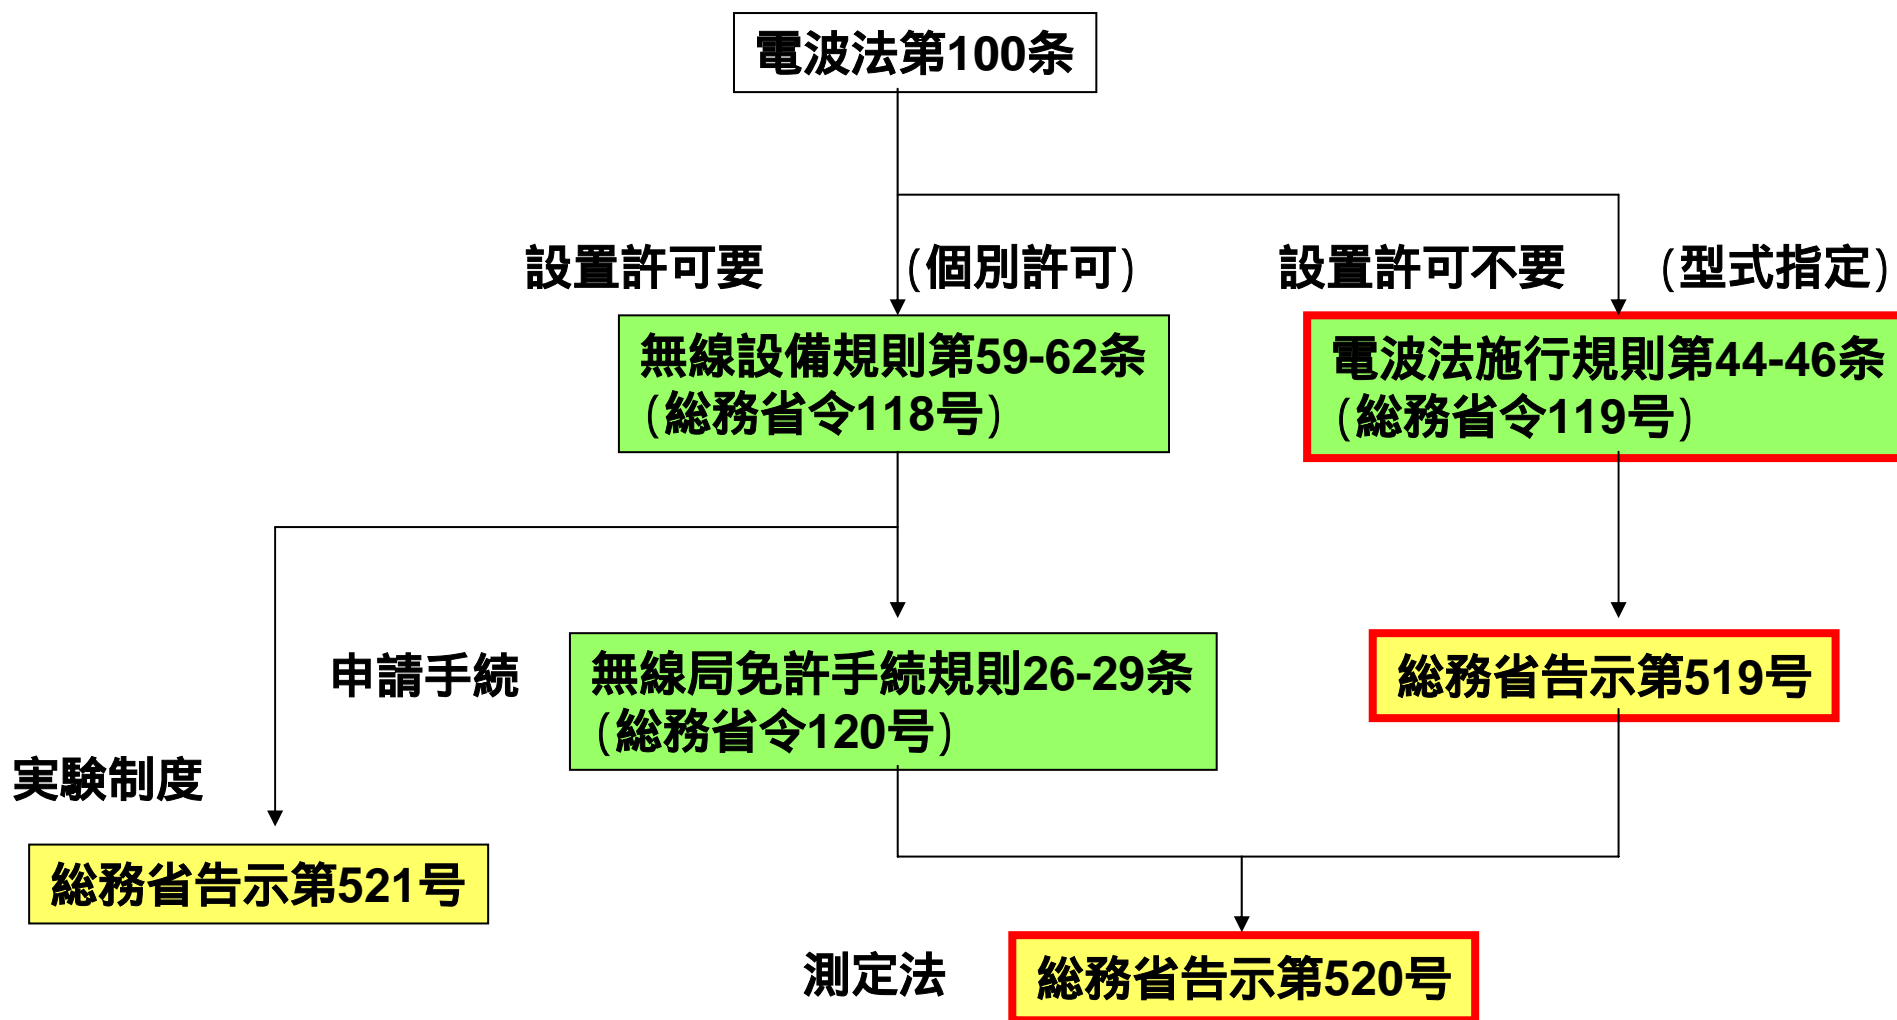 電波法第100条
設置許可要
(個別許可)
設置許可不要
(型式指定)
無線設備規則第59-62条
(総務省令118号)
電波法施行規則第44-46条
(総務省令119号)
申請手続
無線局免許手続規則26-29条
(総務省令120号)
総務省告示第519号
実験制度
総務省告示第521号
測定法
総務省告示第520号